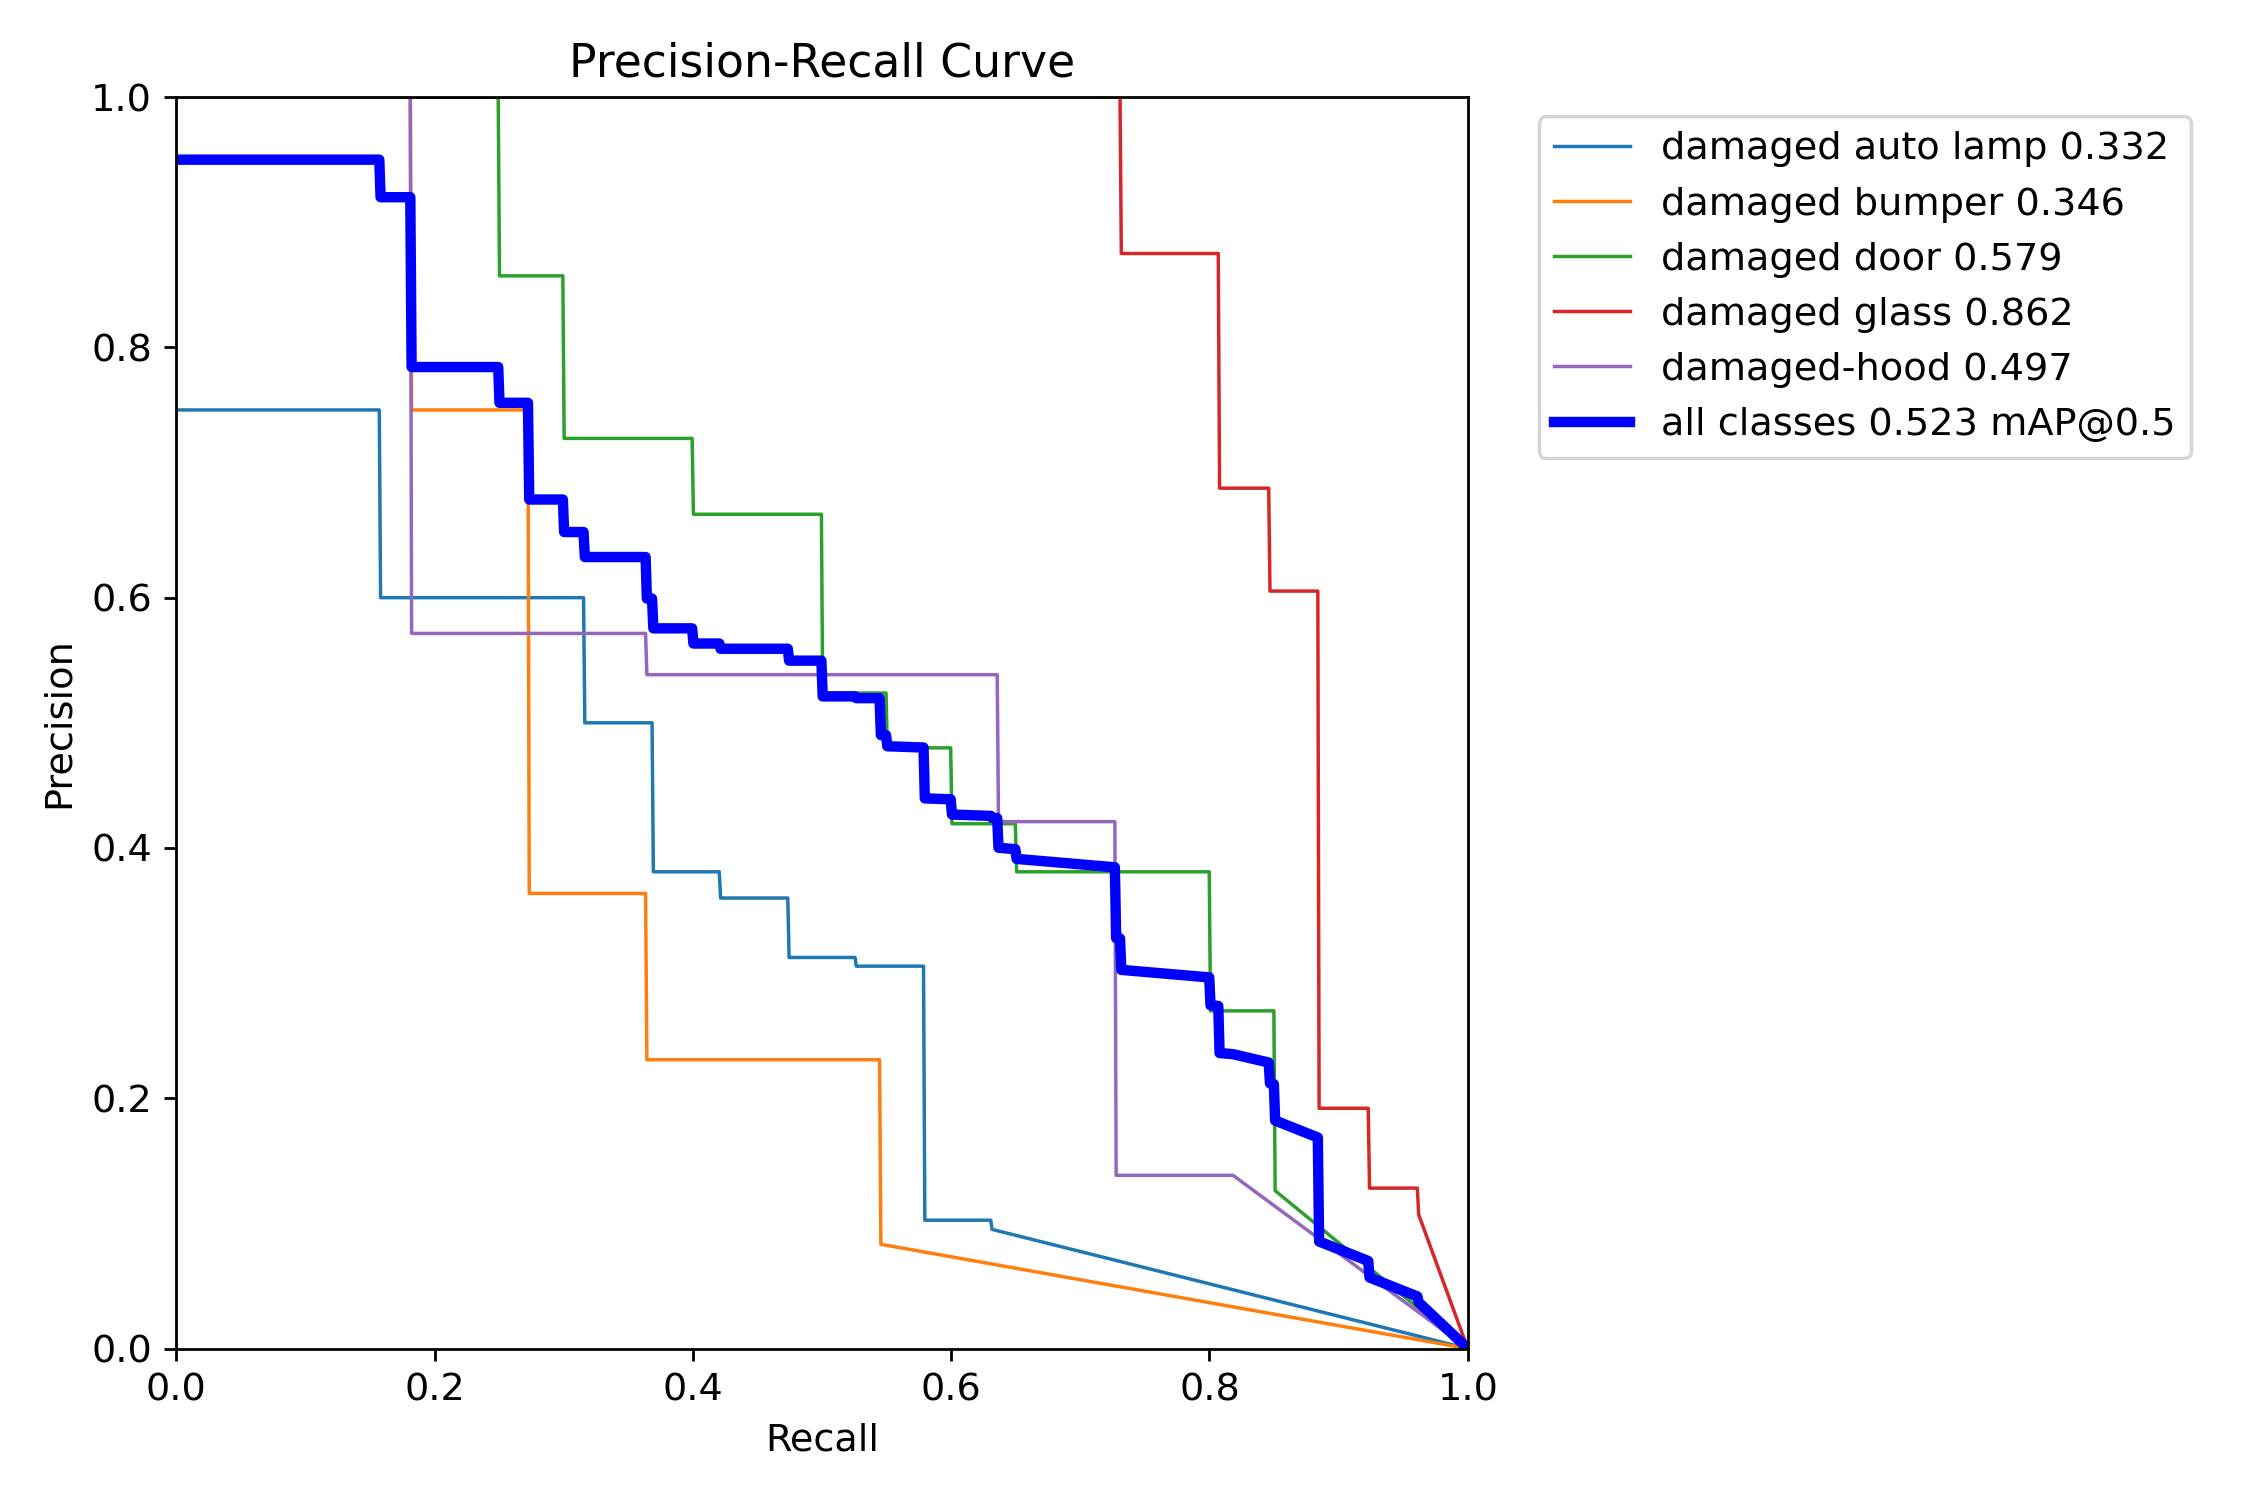 Precision-Recall Curve
1.0
0.8
0.6
0.4
0.2
0.0
Precision
0.0 0.2 0.4 0.6 0.8 1.0
Recall
damaged auto lamp 0.332
damaged bumper 0.346
damaged door 0.579
damaged glass 0.862
damaged-hood 0.497
all classes 0.523 mAP@0.5